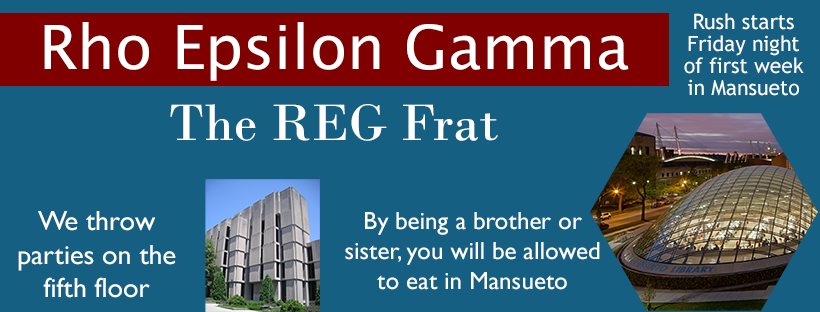 Rho Epsilon Gamma
Rush starts
Friday night
of first week
in Mansueto
The REG Frat
We throw
parties on the
fifth floor
By being a brother or
sister, you will be allowed
to eat in Mansueto
LIBRARY